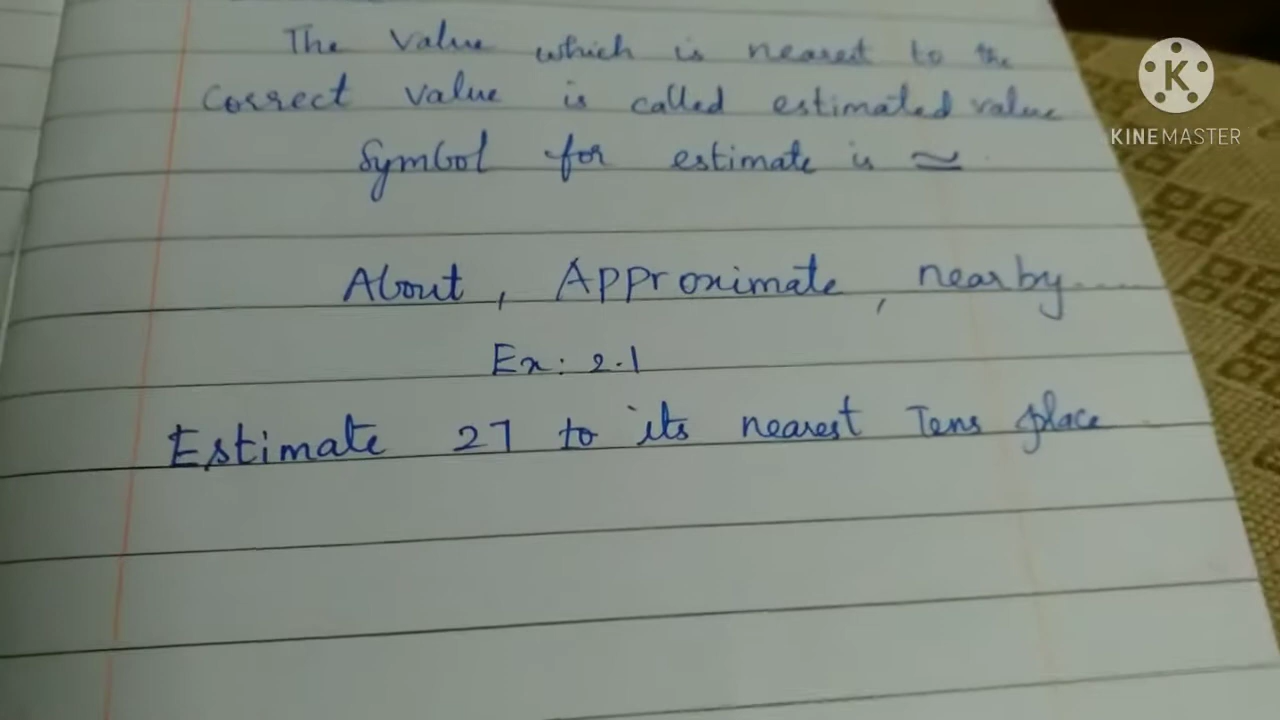 The value which is nearest to the
correct value is called estimated value
Symbol for estimate is ≃
About, Approximate, nearby.....
Ex: 2.1
Estimate 27 to its nearest Tens place
K
KINEMASTER